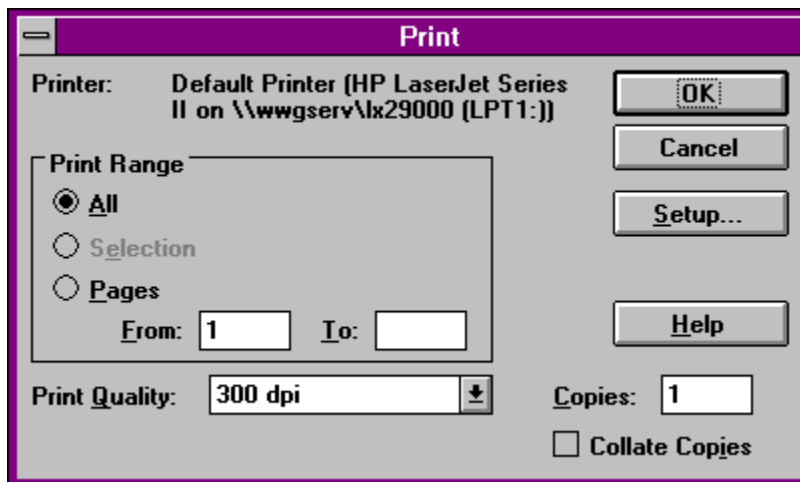 Print
Printer: Default Printer (HP LaserJet Series
II on \\wwgserv\lx29000 (LPT1:))
OK
Cancel
Print Range
All
Setup...
Selection
Pages
From: 1 To:
Help
Print Quality: 300 dpi
Copies: 1
Collate Copies